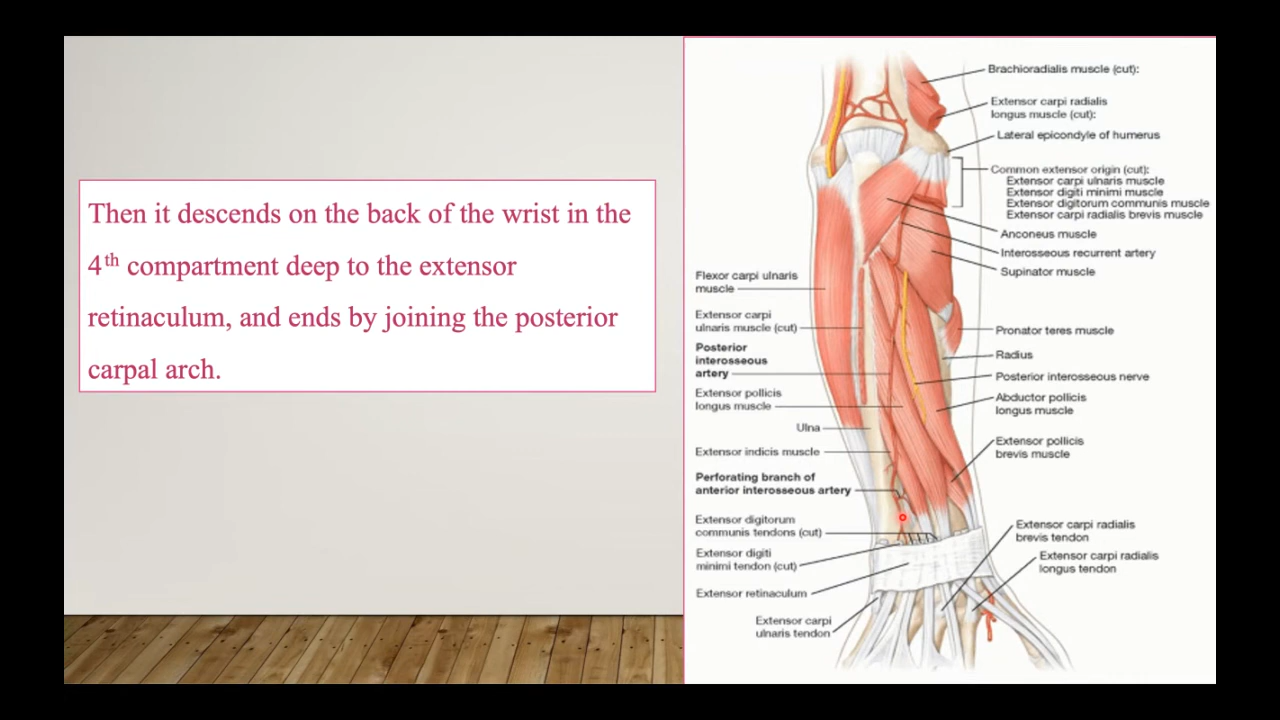 Then it descends on the back of the wrist in the
4th compartment deep to the extensor
retinaculum, and ends by joining the posterior
carpal arch.
Brachioradialis muscle (cut):
Extensor carpi radialis
longus muscle (cut):
Lateral epicondyle of humerus
Common extensor origin (cut):
Extensor carpi ulnaris muscle
Extensor digiti minimi muscle
Extensor digitorum communis muscle
Extensor carpi radialis brevis muscle
Anconeus muscle
Interosseous recurrent artery
Supinator muscle
Flexor carpi ulnaris
muscle
Extensor carpi
ulnaris muscle (cut)
Posterior
interosseous
artery
Extensor pollicis
longus muscle
Ulna
Extensor indicis muscle
Perforating branch of
anterior interosseous artery
Extensor digitorum
communis tendons (cut)
Extensor digiti
minimi tendon (cut)
Extensor retinaculum
Extensor carpi
ulnaris tendon
Pronator teres muscle
Radius
Posterior interosseous nerve
Abductor pollicis
longus muscle
Extensor pollicis
brevis muscle
Extensor carpi radialis
brevis tendon
Extensor carpi radialis
longus tendon